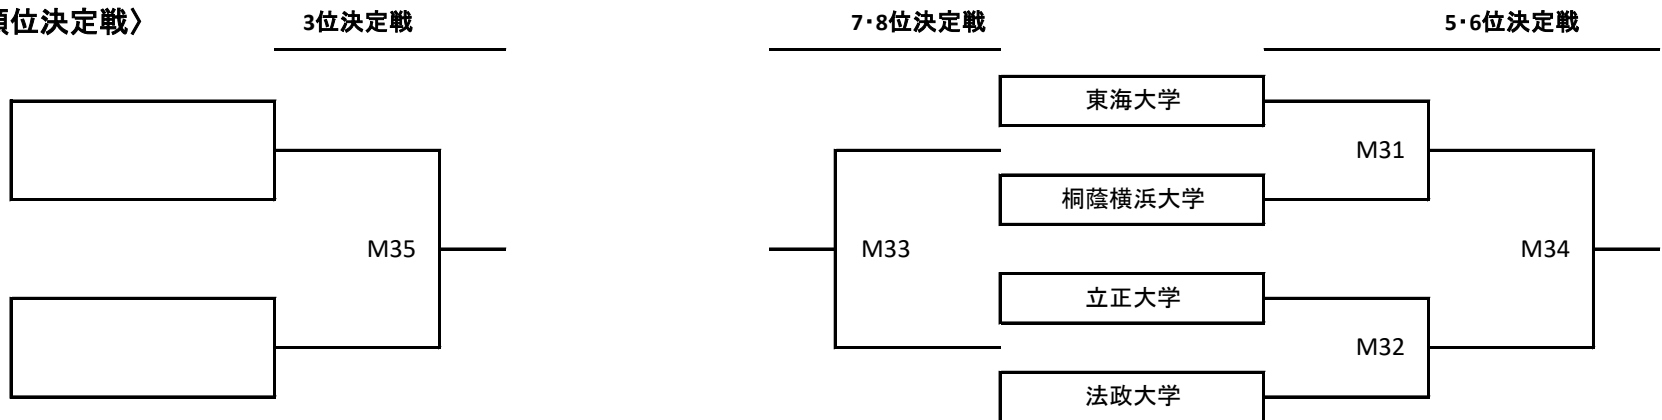 順位決定戦〉 3位決定戦 7・8位決定戦 5・6位決定戦
東海大学
M31
桐蔭横浜大学
M35 M33 M34
立正大学
M32
法政大学